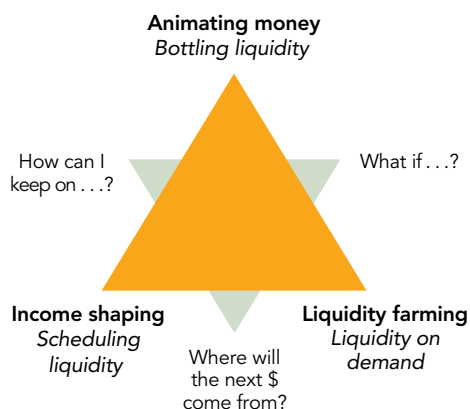 Animating money
Bottling liquidity
How can I
keep on . . .?
What if . . .?
Income shaping
Scheduling
liquidity
Liquidity farming
Liquidity on
demand
Where will
the next $
come from?